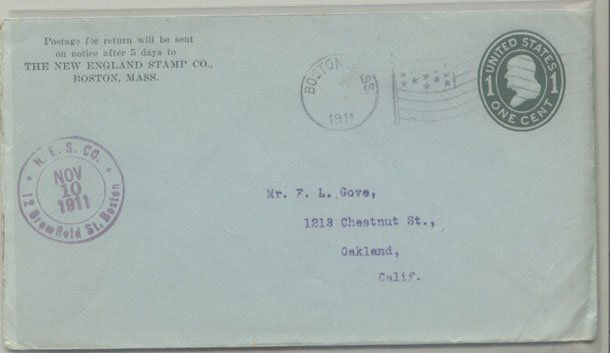 Postage for return will be sent
on notice after 5 days to
THE NEW ENGLAND STAMP CO.,
BOSTON, MASS.
BOSTON SS.
1911
UNITED STATES
1 1
ONE CENT
N. E. S. CO.
NOV
10
1911
12 Bromfield St. Boston
Mr. F. L. Gove,
1213 Chestnut St.,
Oakland,
Calif.